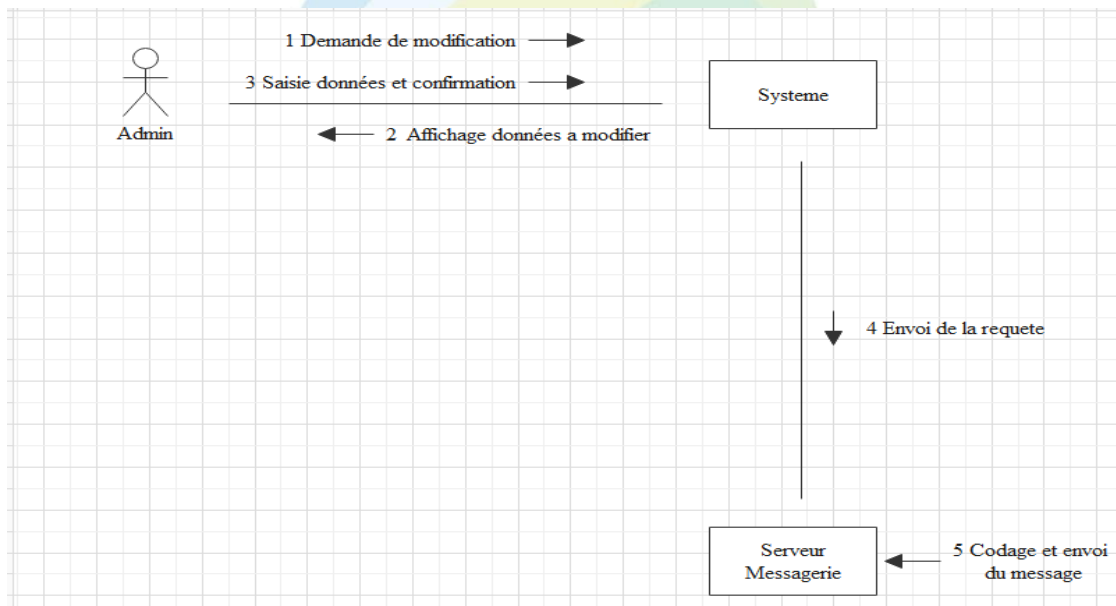 1 Demande de modification
3 Saisie données et confirmation
Systeme
Admin
2 Affichage données a modifier
4 Envoi de la requete
Serveur
Messagerie
5 Codage et envoi
du message